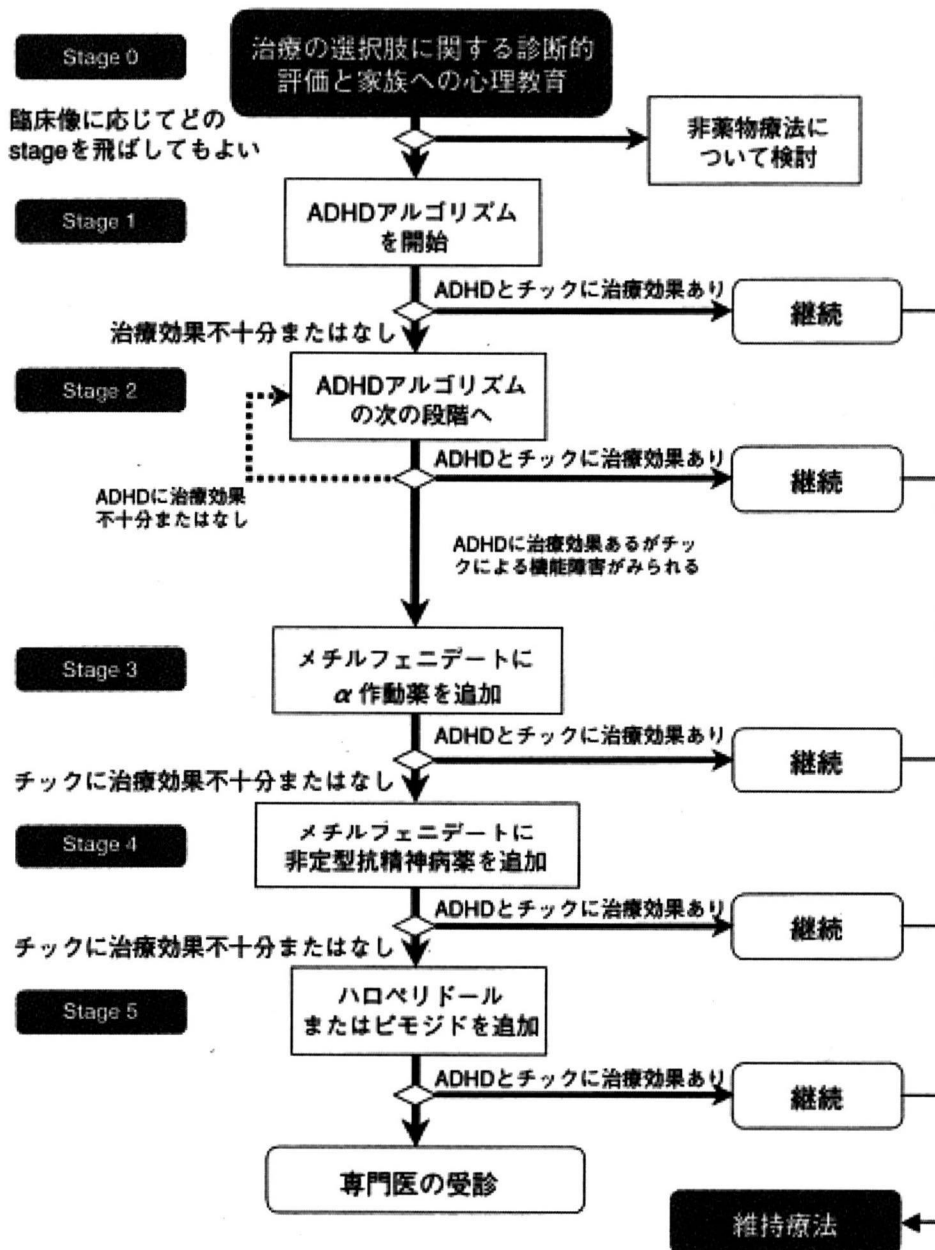 Stage 0
治療の選択肢に関する診断的
評価と家族への心理教育
臨床像に応じてどの
stageを飛ばしてもよい
非薬物療法に
ついて検討
Stage 1
ADHDアルゴリズム
を開始
ADHDとチックに治療効果あり
継続
治療効果不十分またはなし
Stage 2
ADHDアルゴリズム
の次の段階へ
ADHDとチックに治療効果あり
継続
ADHDに治療効果
不十分またはなし
ADHDに治療効果あるがチッ
クによる機能障害がみられる
Stage 3
メチルフェニデートに
α作動薬を追加
ADHDとチックに治療効果あり
継続
チックに治療効果不十分またはなし
Stage 4
メチルフェニデートに
非定型抗精神病薬を追加
ADHDとチックに治療効果あり
継続
チックに治療効果不十分またはなし
Stage 5
ハロペリドール
またはピモジドを追加
ADHDとチックに治療効果あり
継続
専門医の受診
維持療法